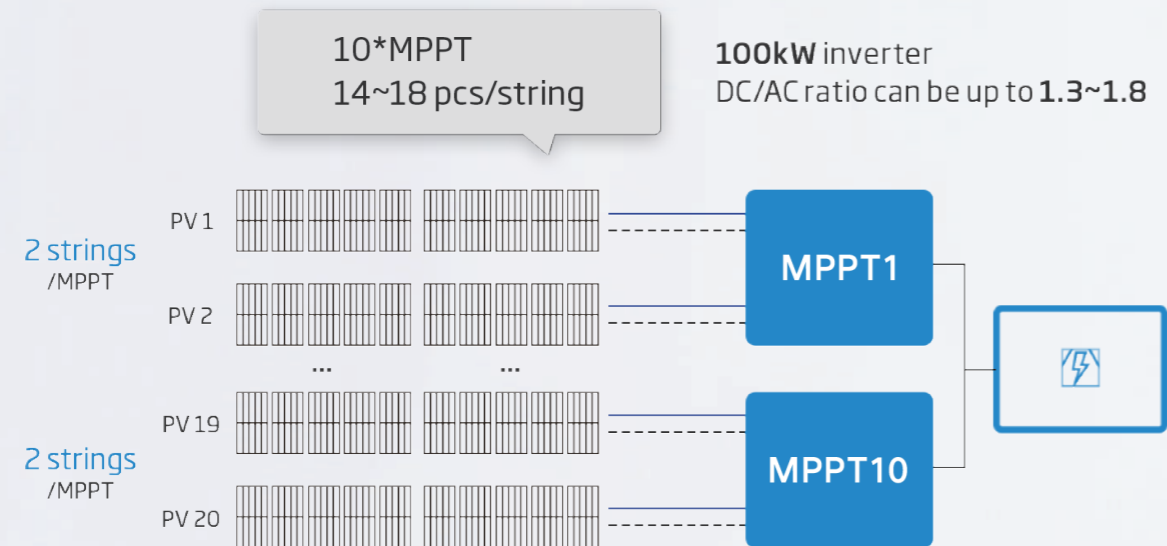 10*MPPT
14~18 pcs/string
100kW inverter
DC/AC ratio can be up to 1.3~1.8
PV 1
2 strings
/MPPT
MPPT1
PV 2
... ...
PV 19
2 strings
/MPPT
MPPT10
PV 20